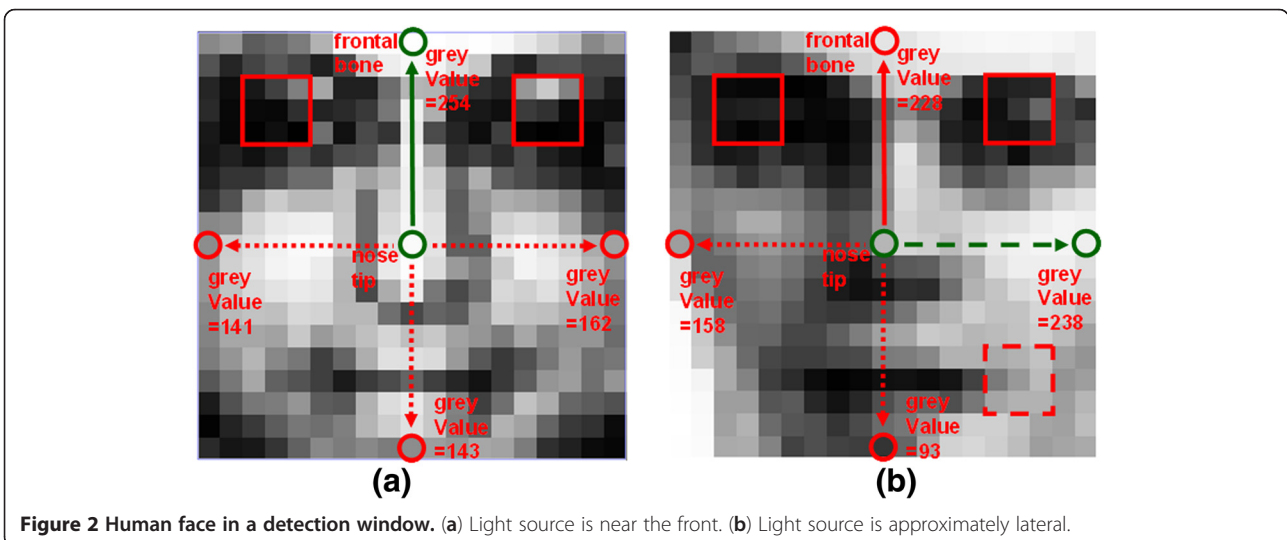 frontal
bone
grey
Value
=254
nose
tip
grey
Value
=141
grey
Value
=162
grey
Value
=143
(a)
frontal
bone
grey
Value
=228
nose
tip
grey
Value
=158
grey
Value
=238
grey
Value
=93
(b)
Figure 2 Human face in a detection window. (a) Light source is near the front. (b) Light source is approximately lateral.